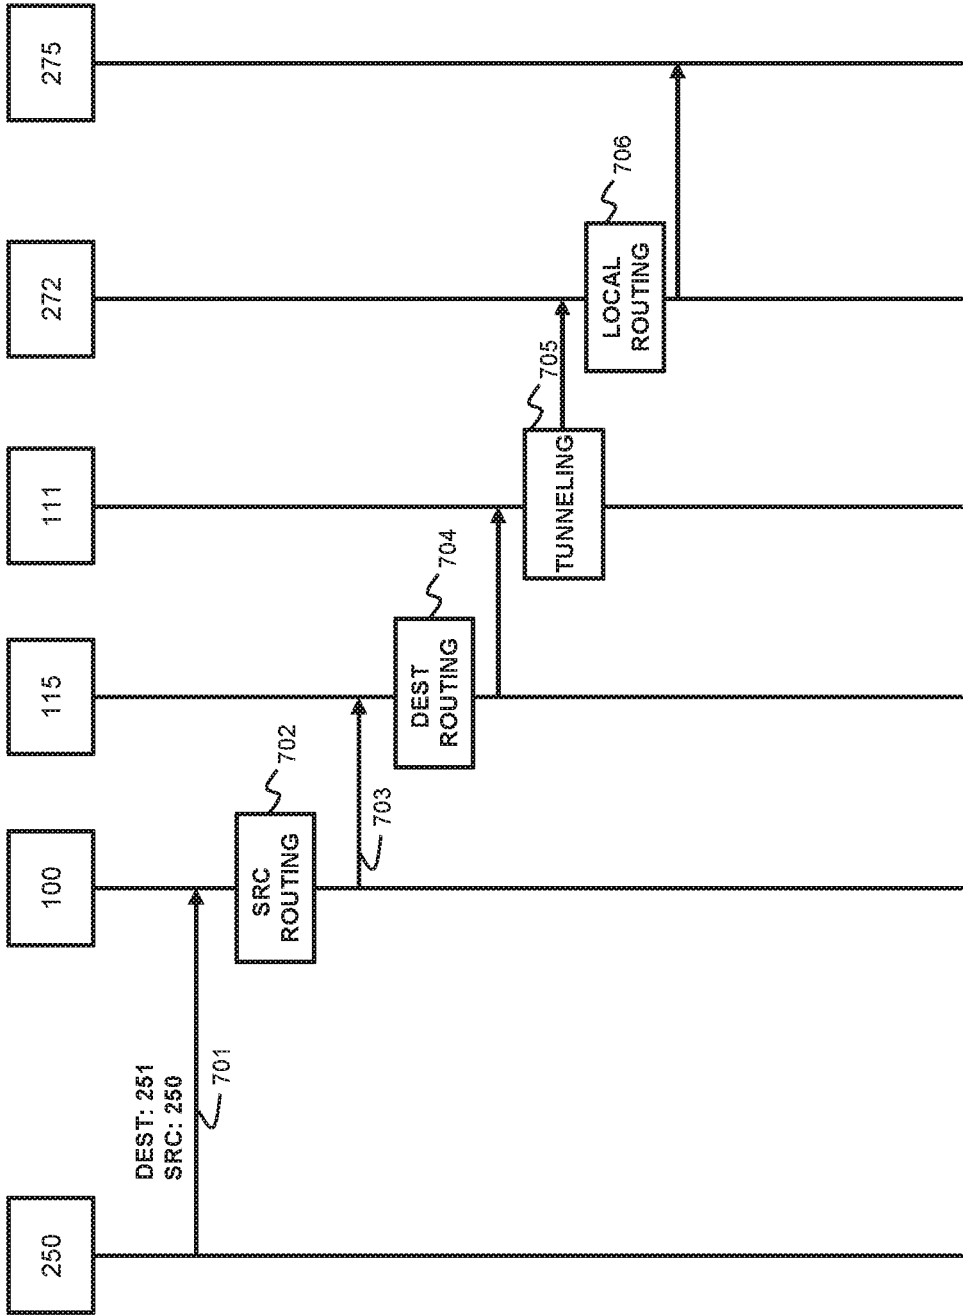 250
100
115
111
272
275
DEST: 251
SRC: 250
701
SRC
ROUTING
702
703
DEST
ROUTING
704
TUNNELING
705
LOCAL
ROUTING
706